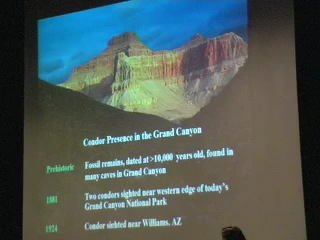 Condor Presence in the Grand Canyon
Prehistoric Fossil remains, dated at >10,000 years old, found in
many caves in Grand Canyon
1881 Two condors sighted near western edge of today's
Grand Canyon National Park
1924 Condor sighted near Williams, AZ